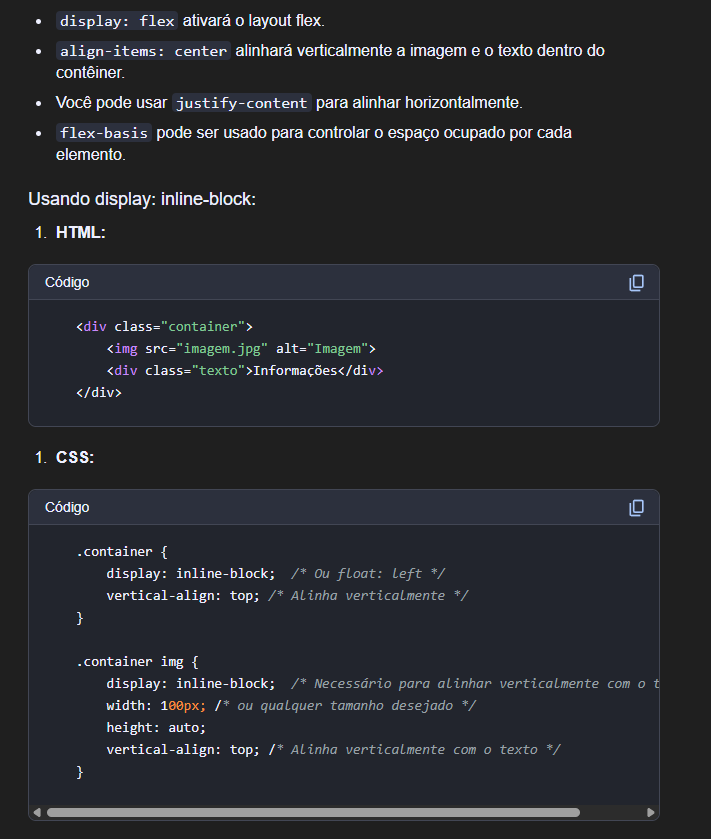 display: flex ativará o layout flex.
align-items: center alinhará verticalmente a imagem e o texto dentro do
contêiner.
Você pode usar justify-content para alinhar horizontalmente.
flex-basis pode ser usado para controlar o espaço ocupado por cada
elemento.
Usando display: inline-block:
1. HTML:
Código
<div class="container">
    <img src="imagem.jpg" alt="Imagem">
    <div class="texto">Informações</div>
</div>
1. CSS:
Código
.container {
    display: inline-block;  /* Ou float: left */
    vertical-align: top; /* Alinha verticalmente */
}
.container img {
    display: inline-block;  /* Necessário para alinhar verticalmente com o t
    width: 100px; /* ou qualquer tamanho desejado */
    height: auto;
    vertical-align: top; /* Alinha verticalmente com o texto */
}